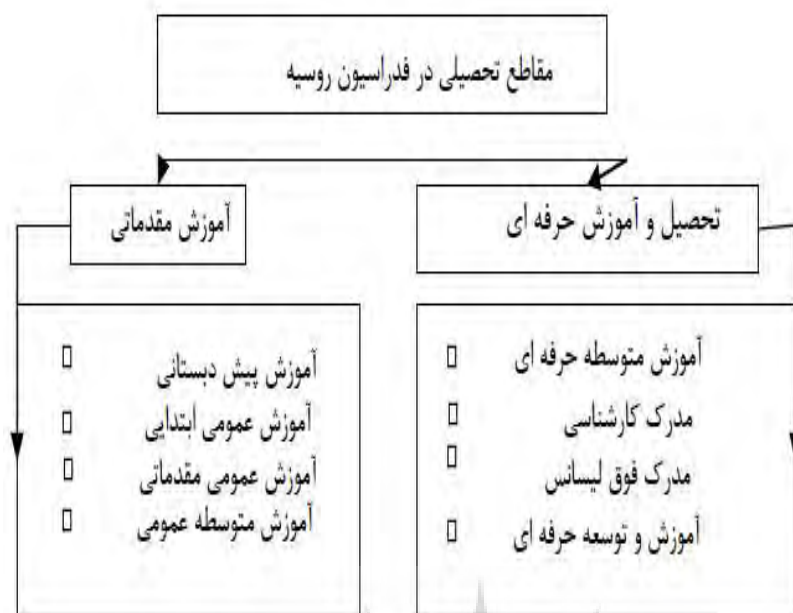 مقاطع تحصیلی در فدراسیون روسیه
تحصیل و آموزش حرفه ای
آموزش متوسطه حرفه ای
مدرک کارشناسی
مدرک فوق لیسانس
آموزش و توسعه حرفه ای
آموزش مقدماتی
آموزش پیش دبستانی
آموزش عمومی ابتدایی
آموزش عمومی مقدماتی
آموزش متوسطه عمومی